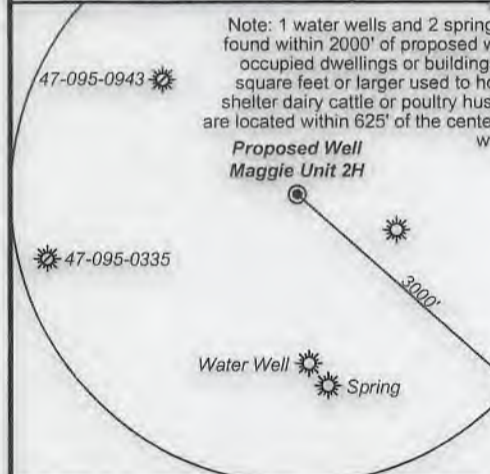 Note: 1 water wells and 2 spring
found within 2000' of proposed w
occupied dwellings or building
square feet or larger used to ho
shelter dairy cattle or poultry hus
are located within 625' of the cente
w
47-095-0943
Proposed Well
Maggie Unit 2H
47-095-0335
3000'
Water Well
Spring